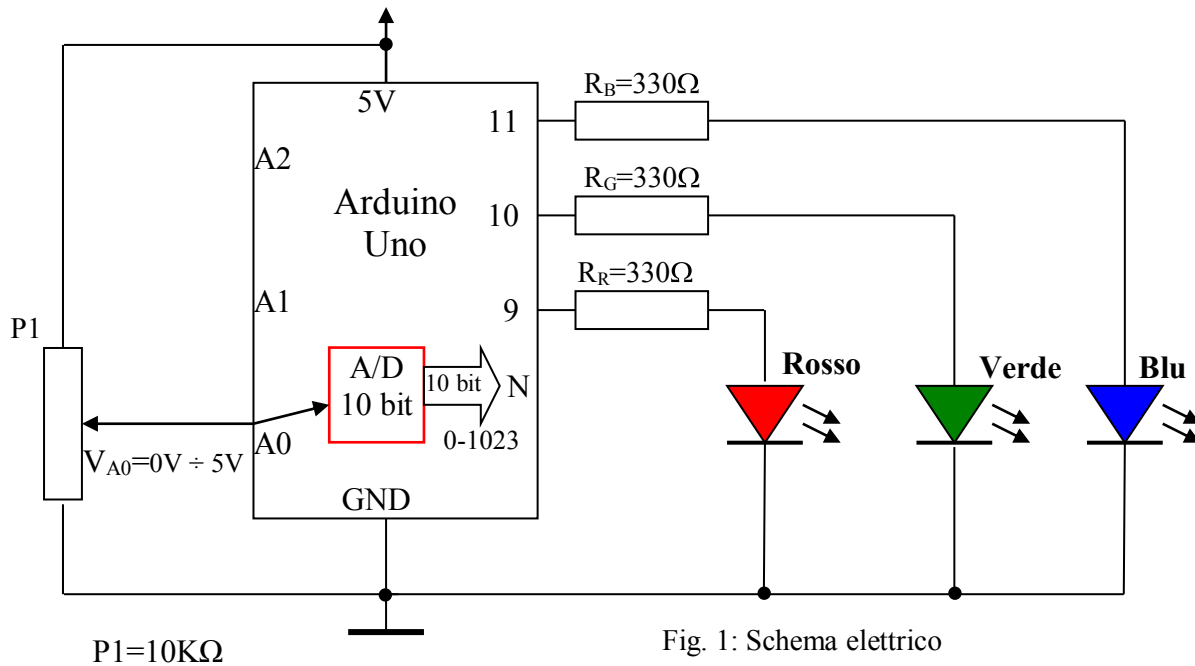 5V
R_B=330Ω
11
A2
Arduino
Uno
R_G=330Ω
10
A1
R_R=330Ω
9
P1
A/D
10 bit
10 bit
N
0-1023
A0
V_A0=0V ÷ 5V
GND
Rosso
Verde
Blu
P1=10KΩ
Fig. 1: Schema elettrico